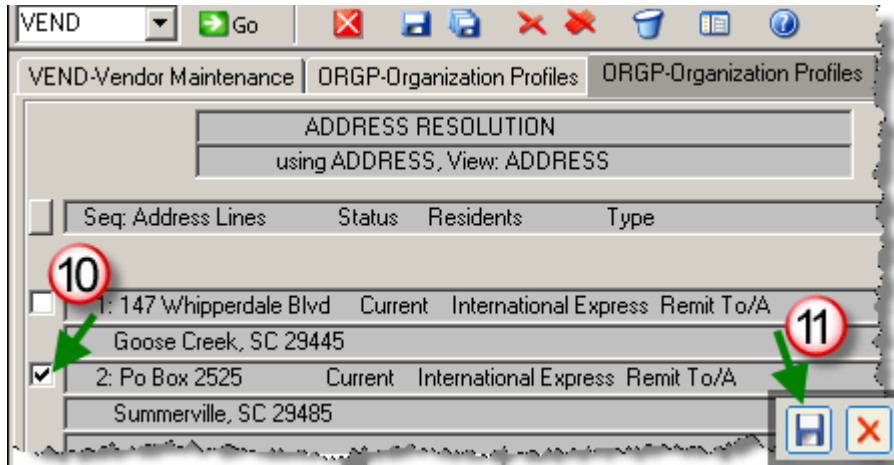 VEND Go
VEND-Vendor Maintenance ORGP-Organization Profiles ORGP-Organization Profiles
ADDRESS RESOLUTION
using ADDRESS, View: ADDRESS
Seq: Address Lines Status Residents Type
10
1: 147 Whipperdale Blvd Current International Express Remit To/A
11
Goose Creek, SC 29445
2: Po Box 2525 Current International Express Remit To/A
Summerville, SC 29485